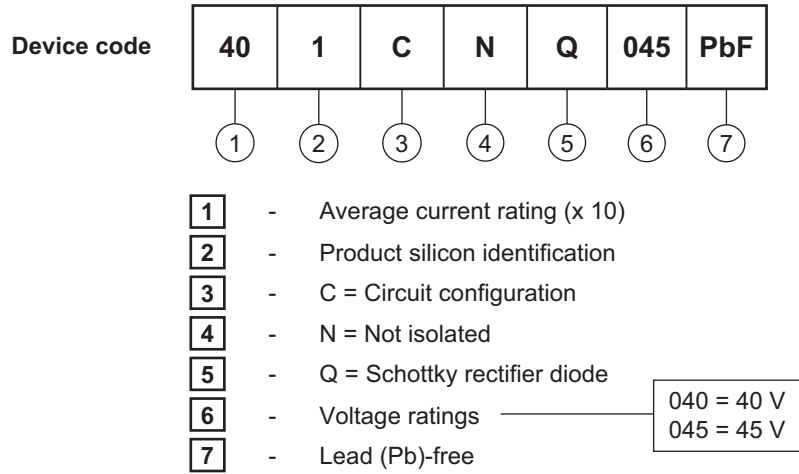 Device code 40 1 C N Q 045 PbF
1 2 3 4 5 6 7
1 - Average current rating (x 10)
2 - Product silicon identification
3 - C = Circuit configuration
4 - N = Not isolated
5 - Q = Schottky rectifier diode
6 - Voltage ratings
040 = 40 V
045 = 45 V
7 - Lead (Pb)-free